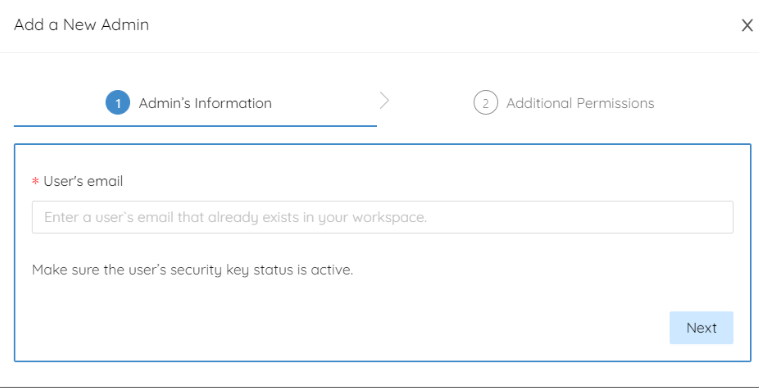 Add a New Admin X
1 Admin's Information 2 Additional Permissions
* User's email
Enter a user's email that already exists in your workspace.
Make sure the user's security key status is active.
Next